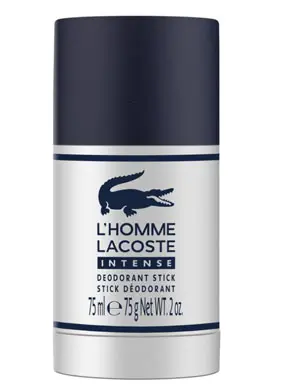 L'HOMME
LACOSTE
INTENSE
DEODORANT STICK
STICK DÉODORANT
75 ml e 75 g Net WT. 2 oz.